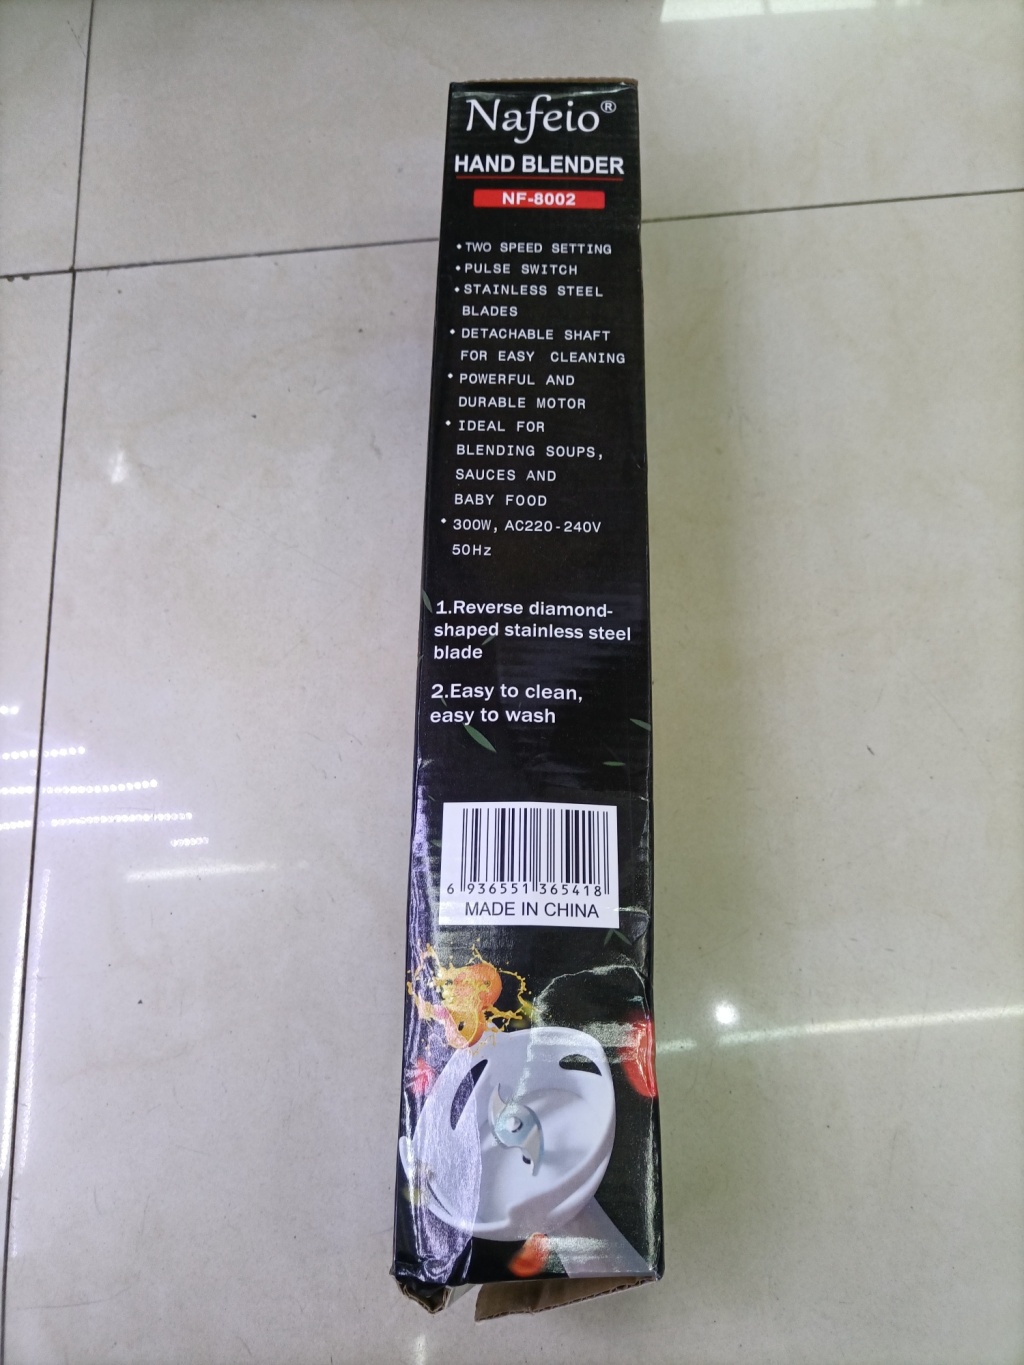 Nafeio®
HAND BLENDER
NF-8002
• TWO SPEED SETTING
• PULSE SWITCH
• STAINLESS STEEL
BLADES
• DETACHABLE SHAFT
FOR EASY CLEANING
• POWERFUL AND
DURABLE MOTOR
• IDEAL FOR
BLENDING SOUPS,
SAUCES AND
BABY FOOD
• 300W, AC220-240V
50Hz
1.Reverse diamond-
shaped stainless steel
blade
2.Easy to clean,
easy to wash
6 936551 365418
MADE IN CHINA